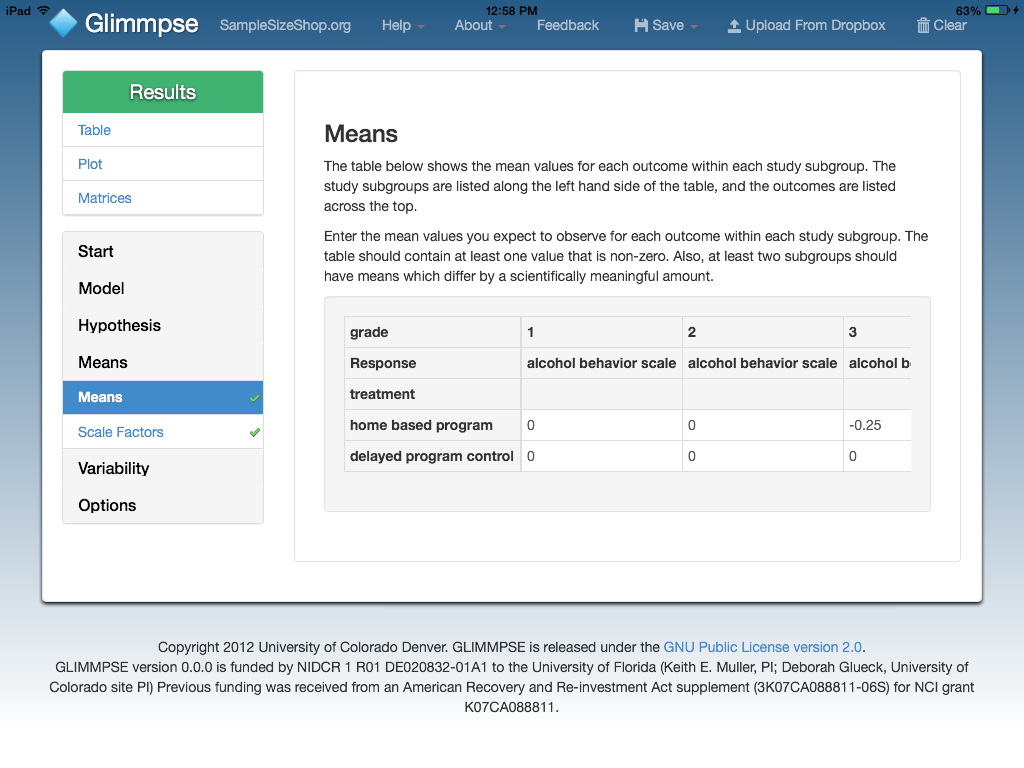 iPad 12:58 PM 63%
Glimmpse SampleSizeShop.org Help About Feedback Save Upload From Dropbox Clear
Results
Table
Plot
Matrices
Start
Model
Hypothesis
Means
Means
Scale Factors
Variability
Options
Means
The table below shows the mean values for each outcome within each study subgroup. The
study subgroups are listed along the left hand side of the table, and the outcomes are listed
across the top.
Enter the mean values you expect to observe for each outcome within each study subgroup. The
table should contain at least one value that is non-zero. Also, at least two subgroups should
have means which differ by a scientifically meaningful amount.
grade 1 2 3
Response alcohol behavior scale alcohol behavior scale alcohol b
treatment
home based program 0 0 -0.25
delayed program control 0 0 0
Copyright 2012 University of Colorado Denver. GLIMMPSE is released under the GNU Public License version 2.0.
GLIMMPSE version 0.0.0 is funded by NIDCR 1 R01 DE020832-01A1 to the University of Florida (Keith E. Muller, PI; Deborah Glueck, University of
Colorado site PI) Previous funding was received from an American Recovery and Re-investment Act supplement (3K07CA088811-06S) for NCI grant
K07CA088811.